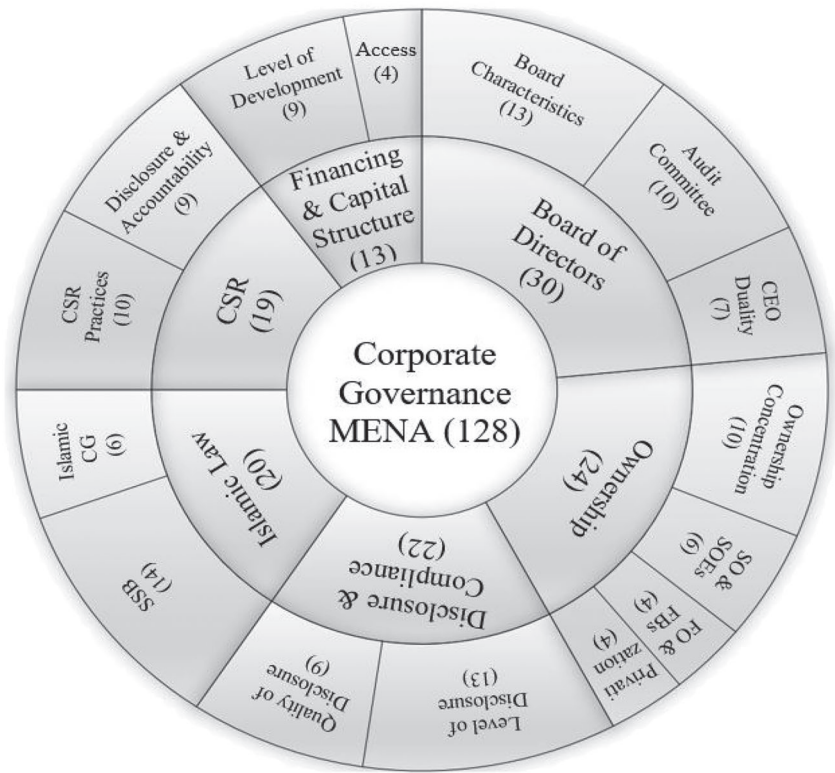 Corporate
Governance
MENA (128)
Board of
Directors
(30)
Board
Characteristics
(13)
Audit
Committee
(10)
CEO
Duality
(7)
Ownership
(24)
Ownership
Concentration
(10)
SO &
SOEs
(6)
FO &
FBs
(4)
Privati
zation
(4)
Disclosure &
Compliance
(22)
Level of
Disclosure
(13)
Quality of
Disclosure
(9)
Islamic Law
(20)
SSB
(14)
Islamic
CG
(6)
CSR
(19)
CSR
Practices
(10)
Disclosure &
Accountability
(9)
Financing
& Capital
Structure
(13)
Level of
Development
(9)
Access
(4)